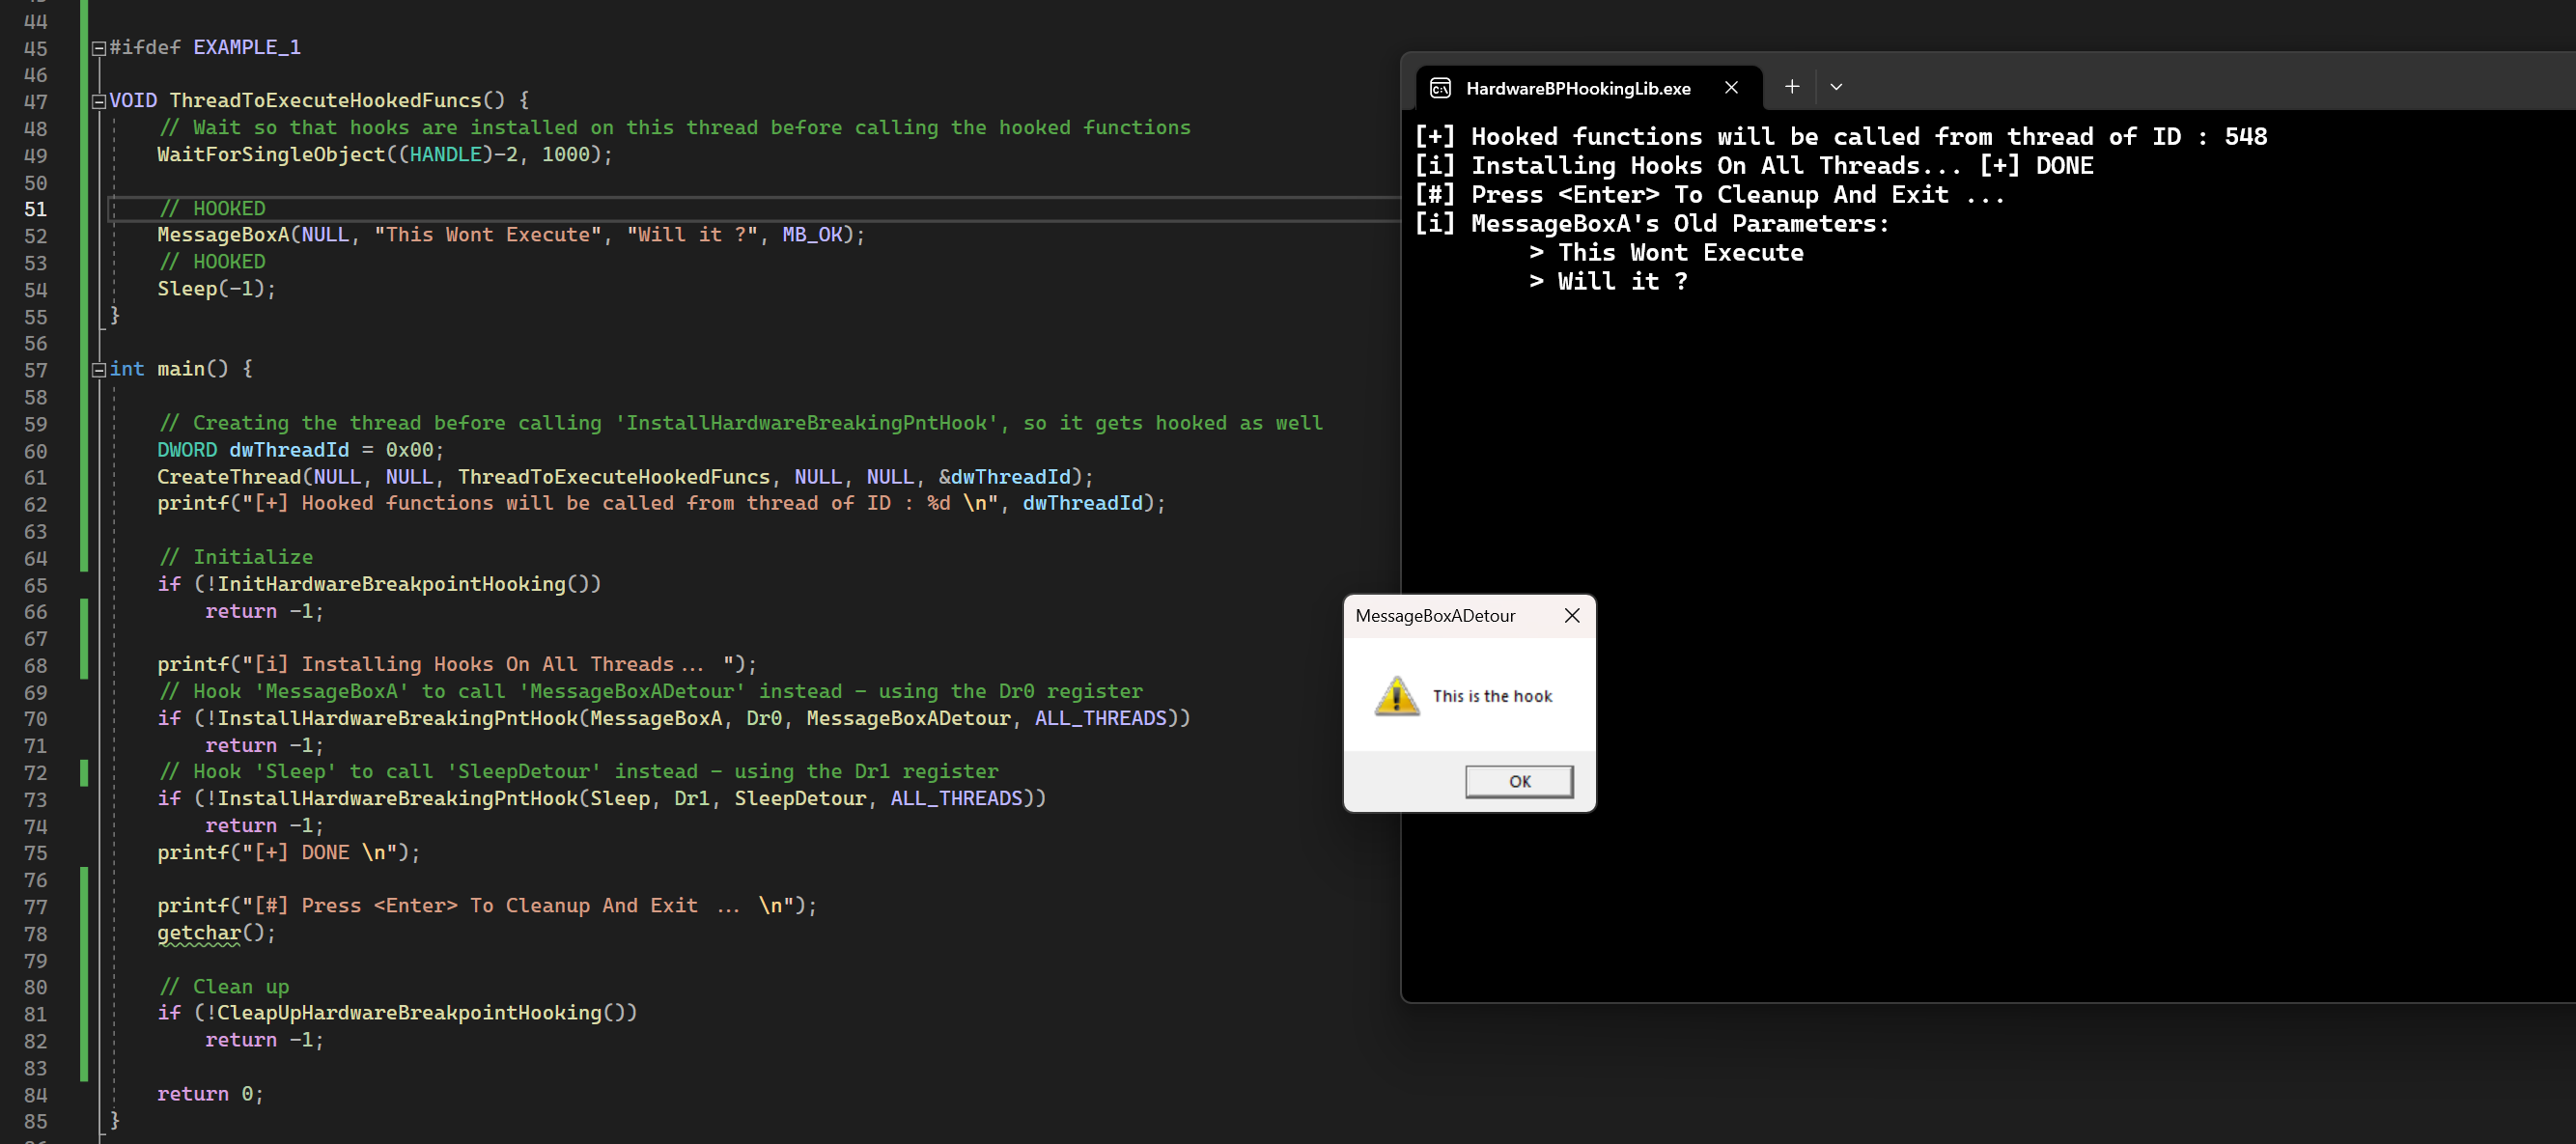 44
45 #ifdef EXAMPLE_1
46
47 VOID ThreadToExecuteHookedFuncs() {
48 // Wait so that hooks are installed on this thread before calling the hooked functions
49 WaitForSingleObject((HANDLE)-2, 1000);
50
51 // HOOKED
52 MessageBoxA(NULL, "This Wont Execute", "Will it ?", MB_OK);
53 // HOOKED
54 Sleep(-1);
55 }
56
57 int main() {
58
59 // Creating the thread before calling 'InstallHardwareBreakingPntHook', so it gets hooked as well
60 DWORD dwThreadId = 0x00;
61 CreateThread(NULL, NULL, ThreadToExecuteHookedFuncs, NULL, NULL, &dwThreadId);
62 printf("[+] Hooked functions will be called from thread of ID : %d \n", dwThreadId);
63
64 // Initialize
65 if (!InitHardwareBreakpointHooking())
66 return -1;
67
68 printf("[i] Installing Hooks On All Threads... ");
69 // Hook 'MessageBoxA' to call 'MessageBoxADetour' instead - using the Dr0 register
70 if (!InstallHardwareBreakingPntHook(MessageBoxA, Dr0, MessageBoxADetour, ALL_THREADS))
71 return -1;
72 // Hook 'Sleep' to call 'SleepDetour' instead - using the Dr1 register
73 if (!InstallHardwareBreakingPntHook(Sleep, Dr1, SleepDetour, ALL_THREADS))
74 return -1;
75 printf("[+] DONE \n");
76
77 printf("[#] Press <Enter> To Cleanup And Exit ... \n");
78 getchar();
79
80 // Clean up
81 if (!CleapUpHardwareBreakpointHooking())
82 return -1;
83
84 return 0;
85 }
HardwareBPHookingLib.exe
[+] Hooked functions will be called from thread of ID : 548
[i] Installing Hooks On All Threads... [+] DONE
[#] Press <Enter> To Cleanup And Exit ...
[i] MessageBoxA's Old Parameters:
> This Wont Execute
> Will it ?
MessageBoxADetour
This is the hook
OK